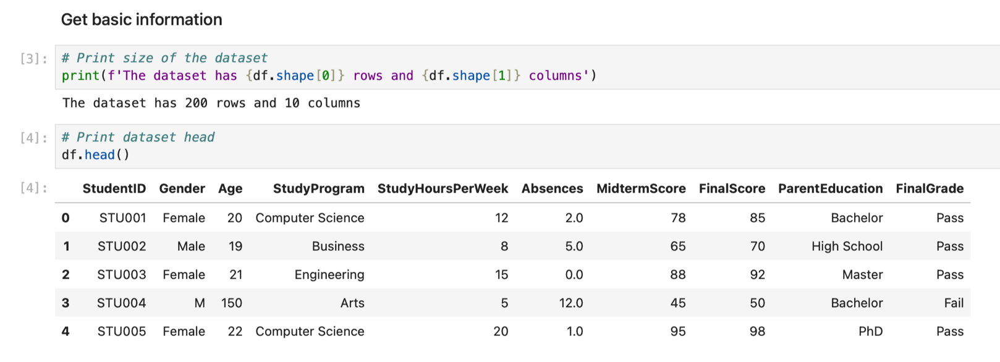 Get basic information
[3]: # Print size of the dataset
print(f'The dataset has {df.shape[0]} rows and {df.shape[1]} columns')
The dataset has 200 rows and 10 columns
[4]: # Print dataset head
df.head()
[4]: StudentID Gender Age StudyProgram StudyHoursPerWeek Absences MidtermScore FinalScore ParentEducation FinalGrade
0 STU001 Female 20 Computer Science 12 2.0 78 85 Bachelor Pass
1 STU002 Male 19 Business 8 5.0 65 70 High School Pass
2 STU003 Female 21 Engineering 15 0.0 88 92 Master Pass
3 STU004 M 150 Arts 5 12.0 45 50 Bachelor Fail
4 STU005 Female 22 Computer Science 20 1.0 95 98 PhD Pass